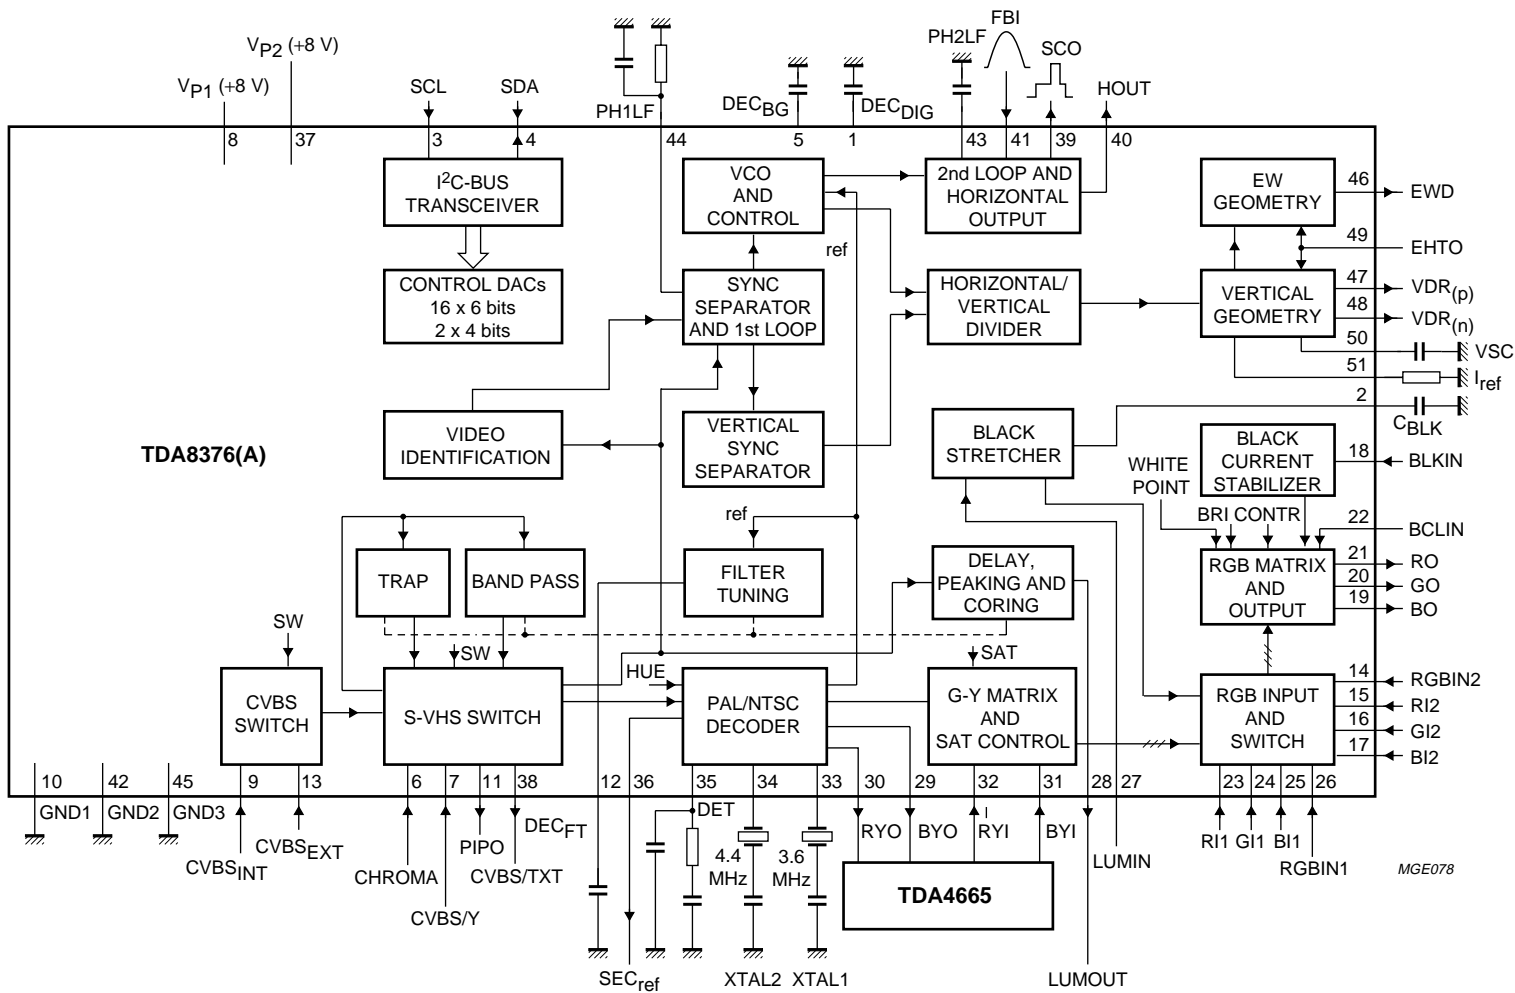 FBI
PH2LF
SCO
VP2 (+8 V)
VP1 (+8 V)
SCL
SDA
PH1LF
DECBG
DECDIG
HOUT
8
37
3
4
44
5
1
43
41
39
40
I2C-BUS
TRANSCEIVER
VCO
AND
CONTROL
2nd LOOP AND
HORIZONTAL
OUTPUT
EW
GEOMETRY
46
EWD
ref
49
EHTO
CONTROL DACs
16 x 6 bits
2 x 4 bits
SYNC
SEPARATOR
AND 1st LOOP
HORIZONTAL/
VERTICAL
DIVIDER
VERTICAL
GEOMETRY
47
VDR(p)
48
VDR(n)
50
VSC
51
Iref
2
CBLK
TDA8376(A)
VIDEO
IDENTIFICATION
VERTICAL
SYNC
SEPARATOR
BLACK
STRETCHER
BLACK
CURRENT
STABILIZER
18
BLKIN
WHITE
POINT
BRI
CONTR
22
BCLIN
ref
TRAP
BAND PASS
FILTER
TUNING
DELAY,
PEAKING AND
CORING
RGB MATRIX
AND
OUTPUT
21
RO
20
GO
19
BO
SW
SW
HUE
SAT
CVBS
SWITCH
S-VHS SWITCH
PAL/NTSC
DECODER
G-Y MATRIX
AND
SAT CONTROL
RGB INPUT
AND
SWITCH
14
RGBIN2
15
RI2
16
GI2
17
BI2
10
42
45
9
13
6
7
11
38
12
36
35
34
33
30
29
32
31
28
27
23
24
25
26
GND1
GND2
GND3
CVBSINT
CVBSEXT
CHROMA
CVBS/Y
PIPO
CVBS/TXT
DECFT
DET
4.4
MHz
3.6
MHz
RYO
BYO
RYI
BYI
LUMIN
RI1
GI1
BI1
RGBIN1
TDA4665
MGE078
SECref
XTAL2
XTAL1
LUMOUT